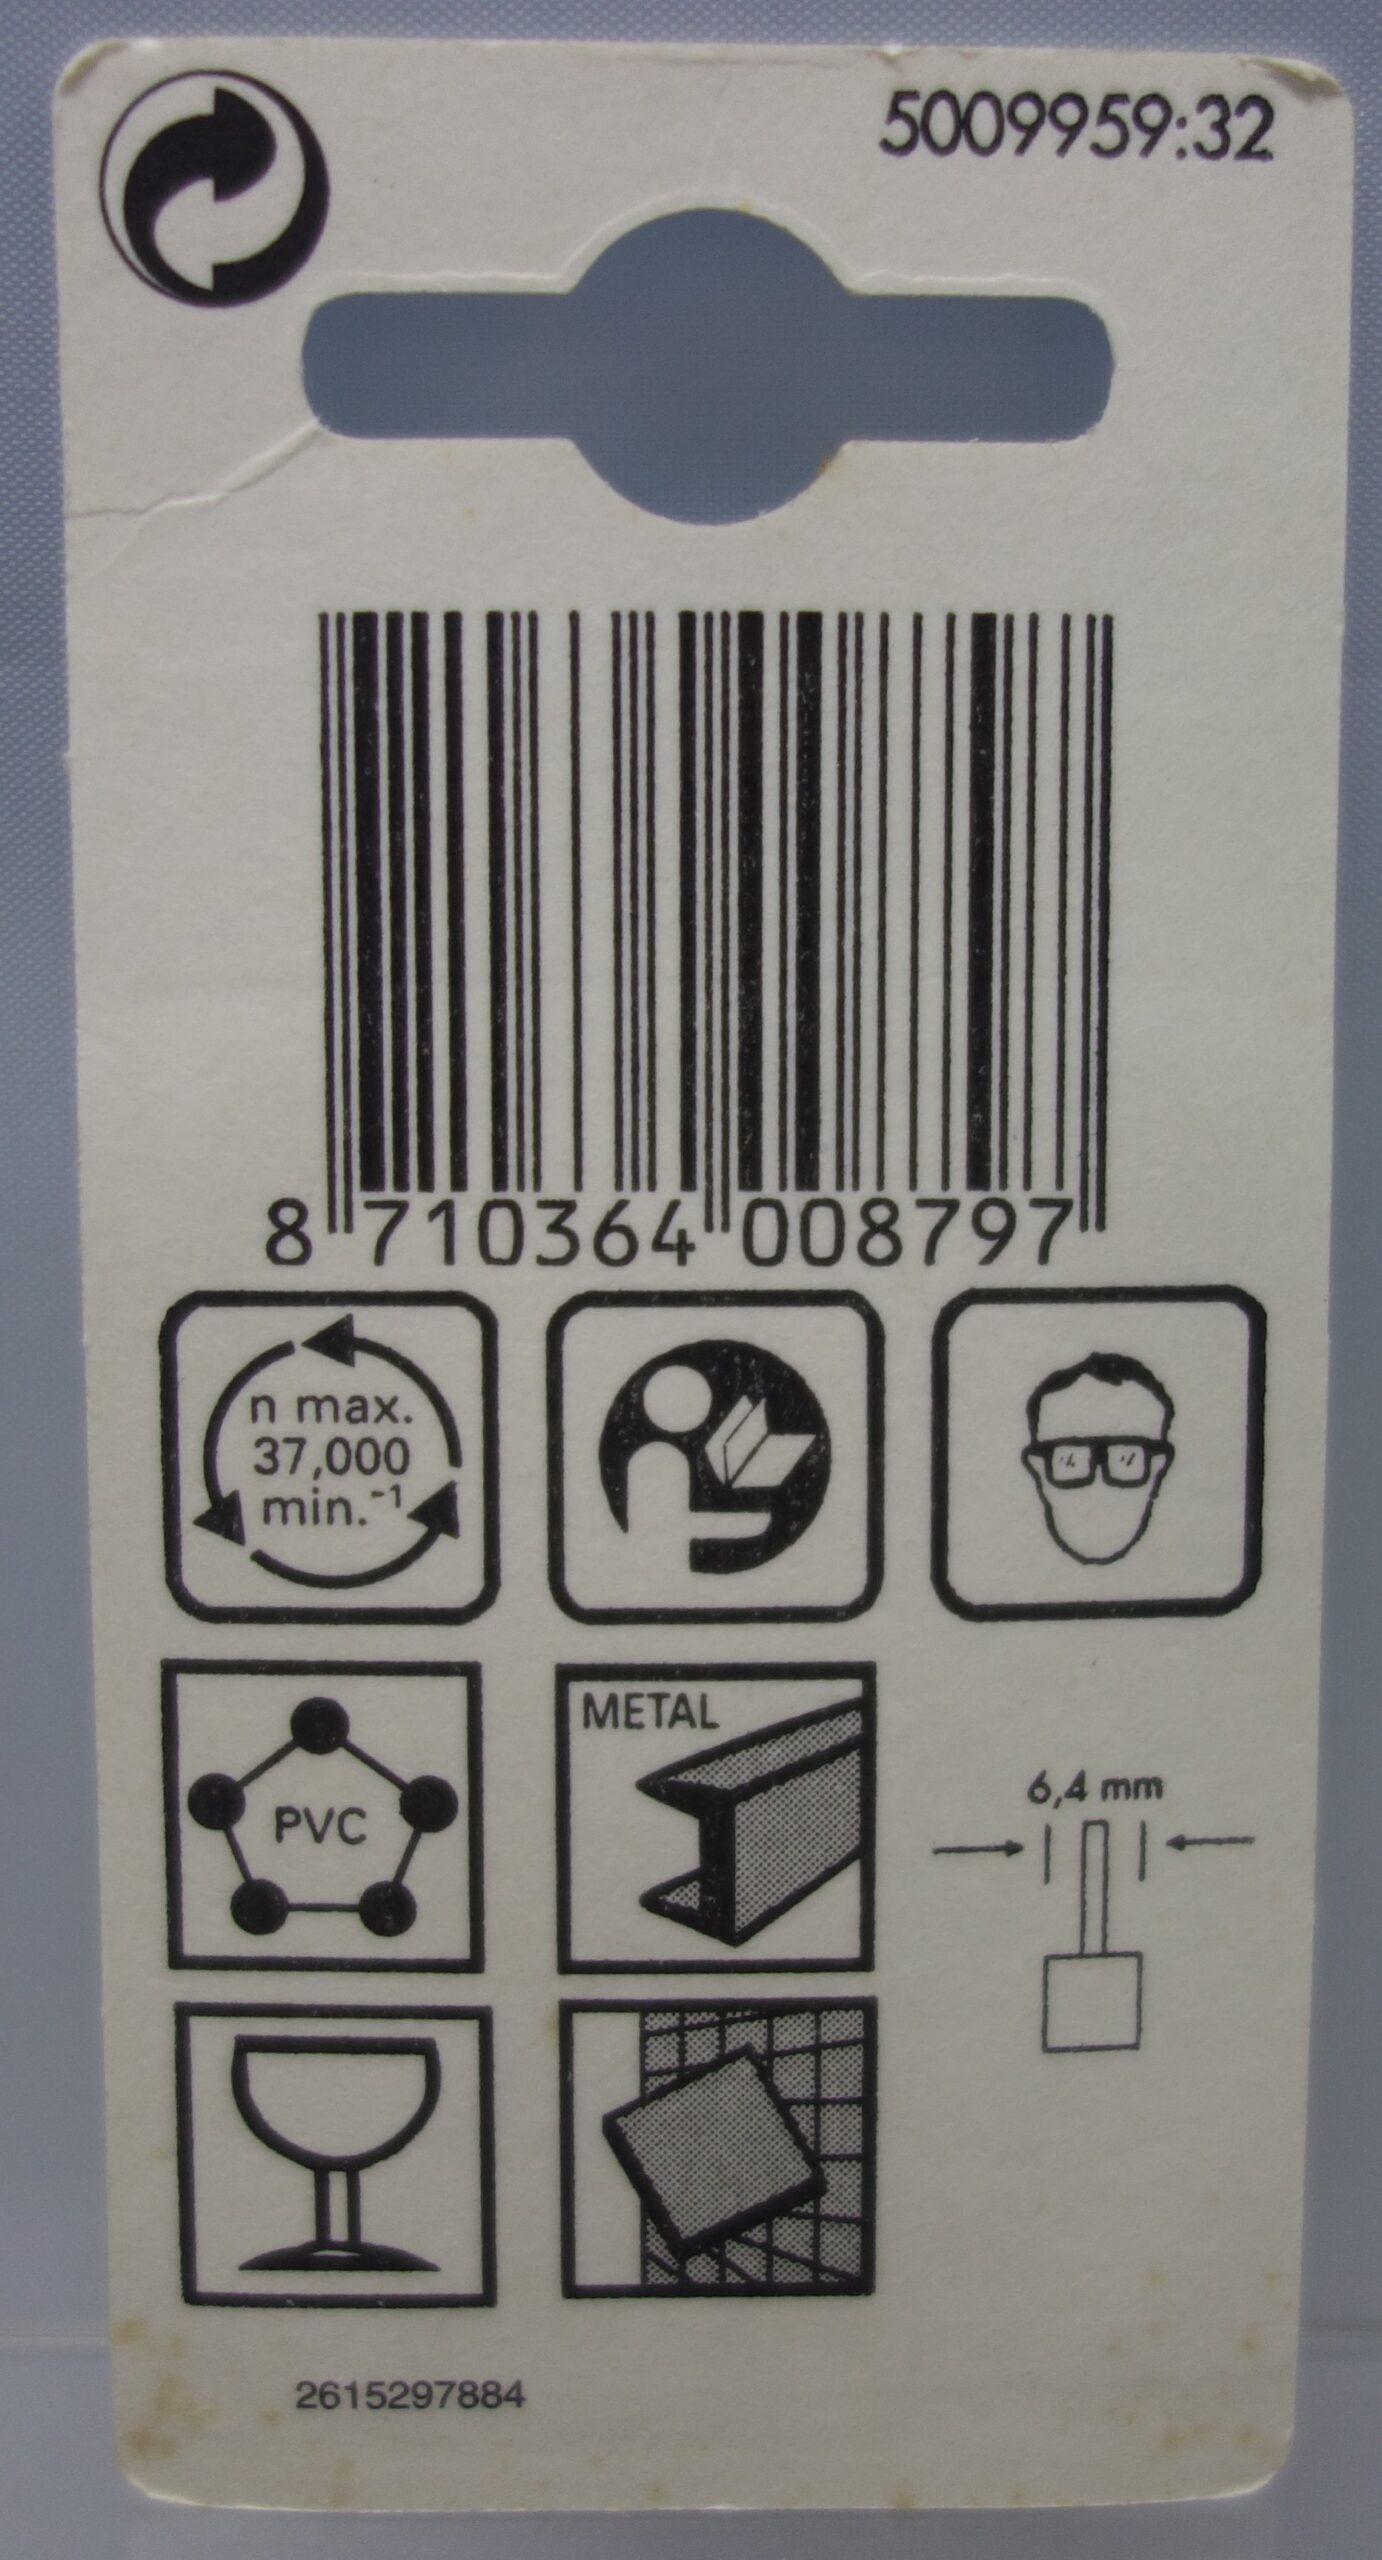 5009959:32
8 710364 008797
n max.
37,000
min.⁻¹
PVC
METAL
6,4 mm
2615297884